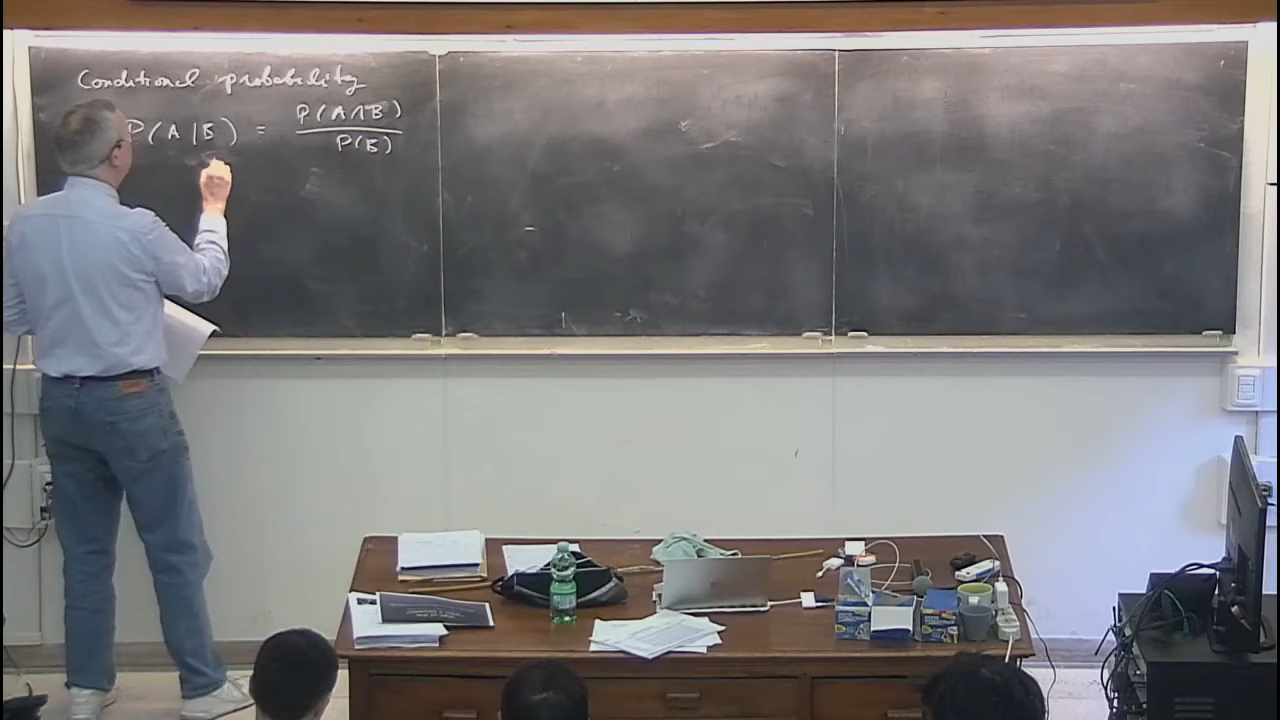 Conditional probability
P(A|B) = P(A∩B) / P(B)